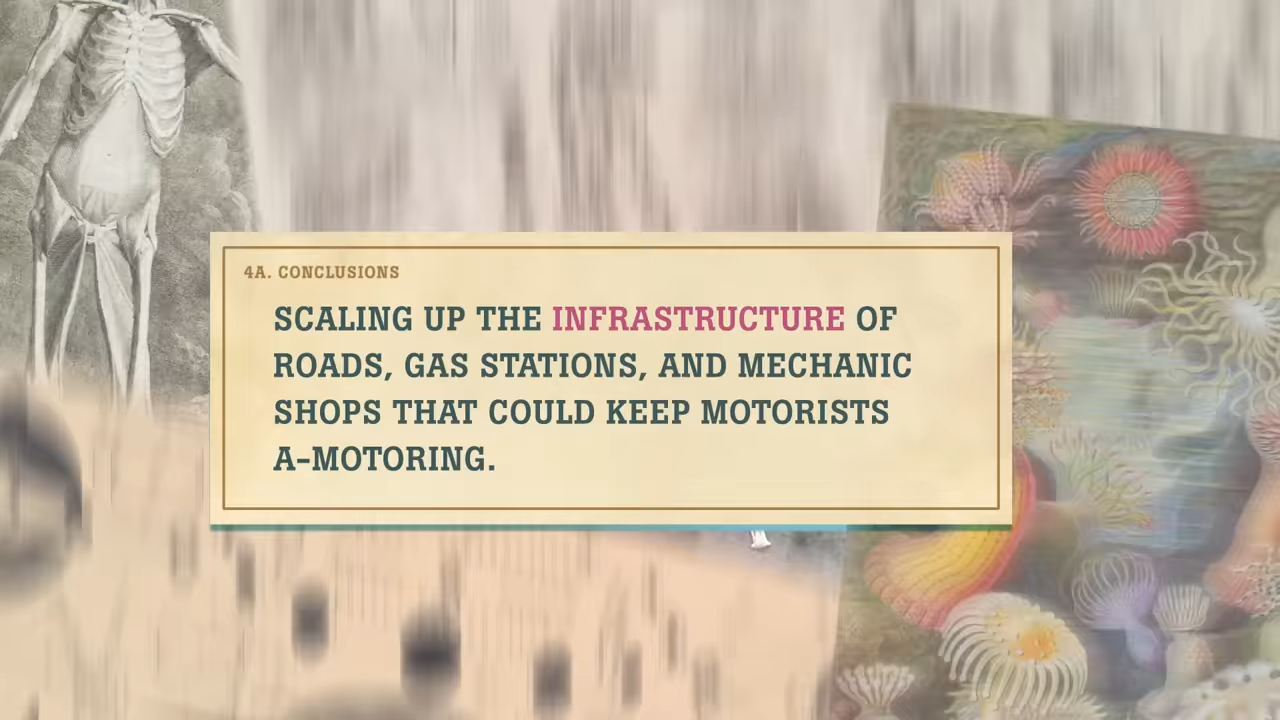 4A. CONCLUSIONS
SCALING UP THE INFRASTRUCTURE OF
ROADS, GAS STATIONS, AND MECHANIC
SHOPS THAT COULD KEEP MOTORISTS
A-MOTORING.